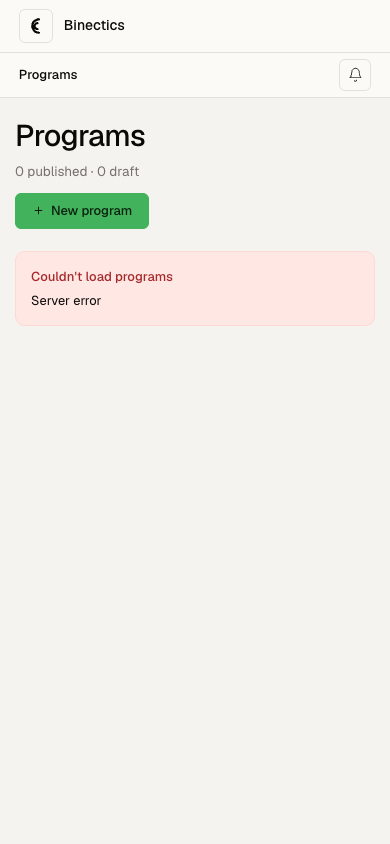 Binectics
Programs
Programs
0 published · 0 draft
+ New program
Couldn't load programs
Server error